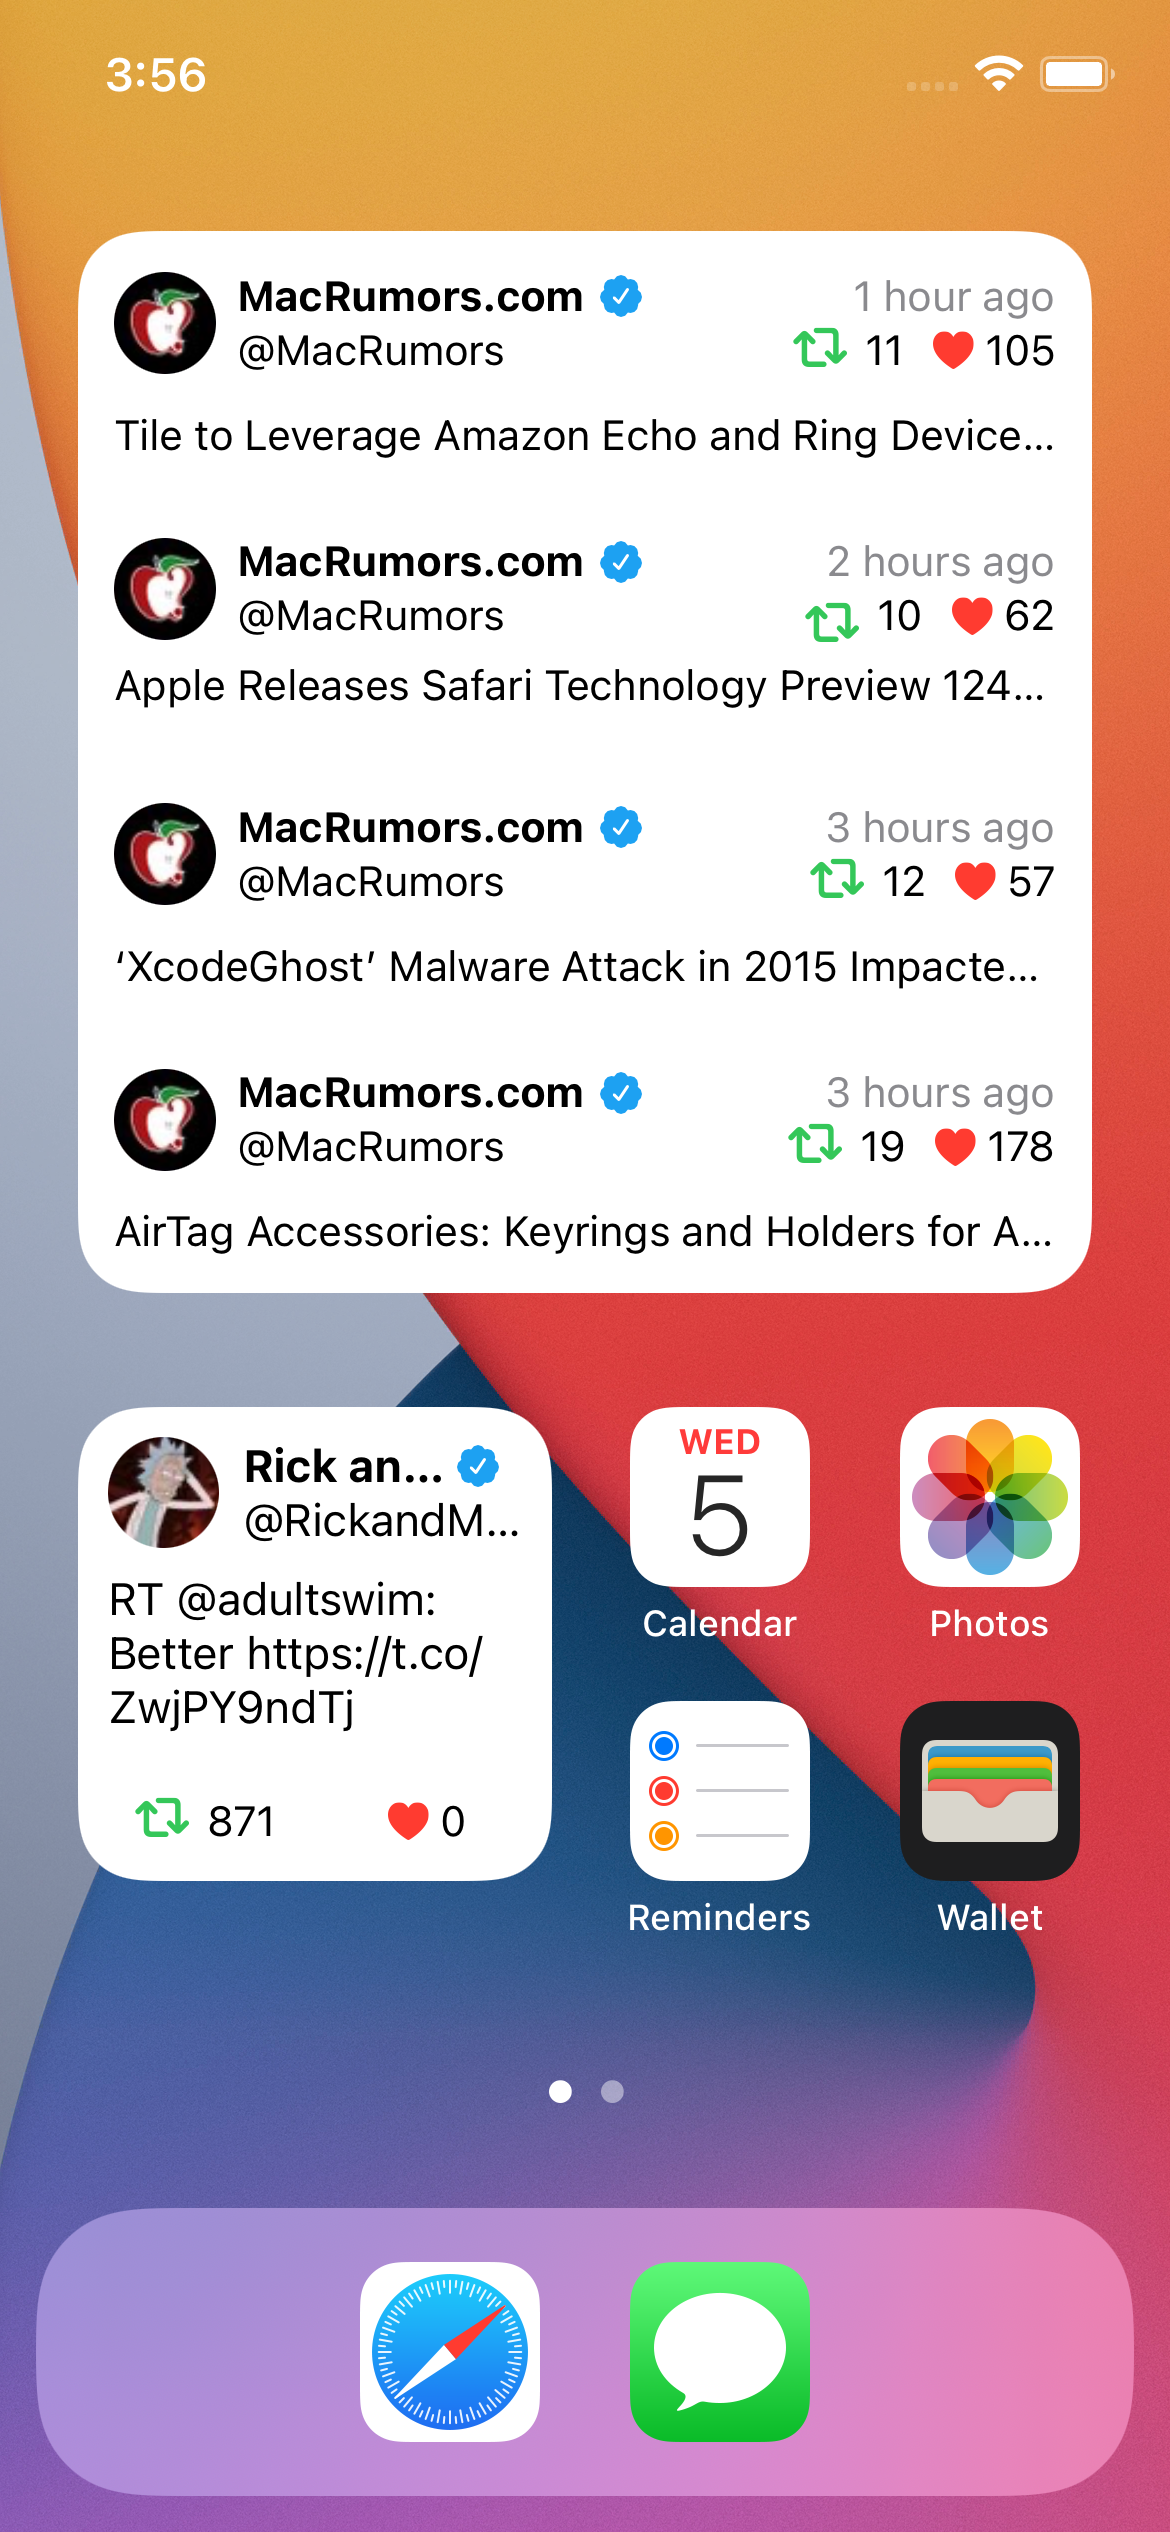 3:56
MacRumors.com
1 hour ago
@MacRumors
11 105
Tile to Leverage Amazon Echo and Ring Device...
MacRumors.com
2 hours ago
@MacRumors
10 62
Apple Releases Safari Technology Preview 124...
MacRumors.com
3 hours ago
@MacRumors
12 57
‘XcodeGhost’ Malware Attack in 2015 Impacte...
MacRumors.com
3 hours ago
@MacRumors
19 178
AirTag Accessories: Keyrings and Holders for A...
Rick an...
@RickandM...
RT @adultswim:
Better https://t.co/
ZwjPY9ndTj
871 0
WED
5
Calendar
Photos
Reminders
Wallet